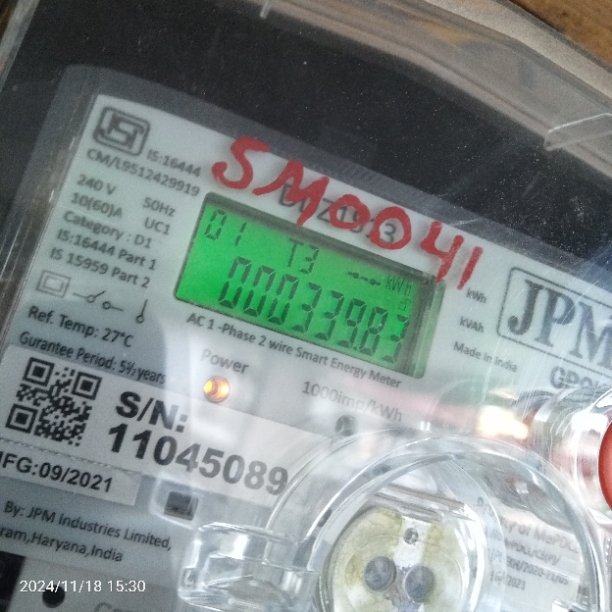 ISI
IS:16444
CM/L9512429919
SM0041
240 V 50Hz
10(60)A UC1
Category : D1
IS:16444 Part 1
IS 15959 Part 2
01 T3 kWh
00033983
kWh
kVAh
Made in India
JPM
Ref. Temp: 27°C
AC 1 -Phase 2 wire Smart Energy Meter
Gurantee Period: 5½ years
Power
1000imp/kWh
S/N:
11045089
MFG:09/2021
By: JPM Industries Limited,
ram,Haryana,India
2024/11/18 15:30